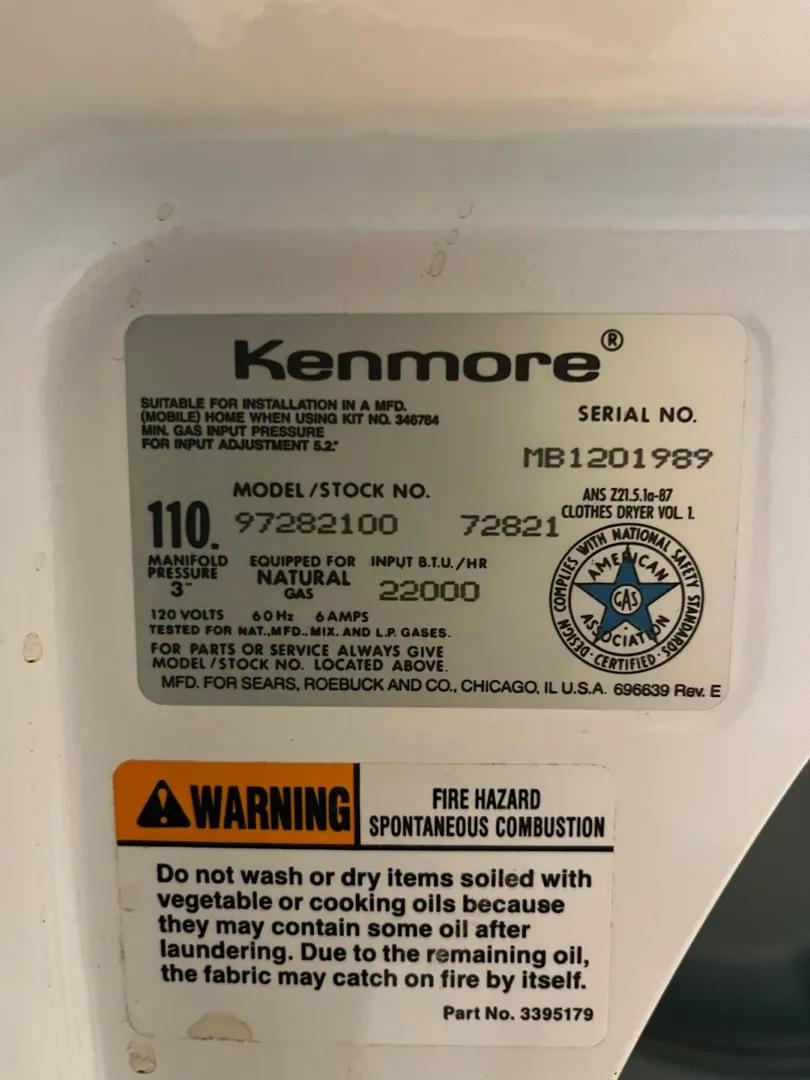 Kenmore®
SUITABLE FOR INSTALLATION IN A MFD.
(MOBILE) HOME WHEN USING KIT NO. 346764
MIN. GAS INPUT PRESSURE
FOR INPUT ADJUSTMENT 5.2"
SERIAL NO.
MB1201989
MODEL/STOCK NO.
110. 97282100 72821
ANS Z21.5.1a-87
CLOTHES DRYER VOL. 1.
MANIFOLD
PRESSURE
3"
EQUIPPED FOR
NATURAL
GAS
INPUT B.T.U./HR
22000
DESIGN COMPLIES WITH NATIONAL SAFETY STANDARDS
AMERICAN
GAS
ASSOCIATION
·CERTIFIED·
120 VOLTS 60 Hz 6 AMPS
TESTED FOR NAT.,MFD., MIX. AND L.P. GASES.
FOR PARTS OR SERVICE ALWAYS GIVE
MODEL/STOCK NO. LOCATED ABOVE.
MFD. FOR SEARS, ROEBUCK AND CO., CHICAGO, IL U.S.A. 696639 Rev. E
WARNING
FIRE HAZARD
SPONTANEOUS COMBUSTION
Do not wash or dry items soiled with
vegetable or cooking oils because
they may contain some oil after
laundering. Due to the remaining oil,
the fabric may catch on fire by itself.
Part No. 3395179